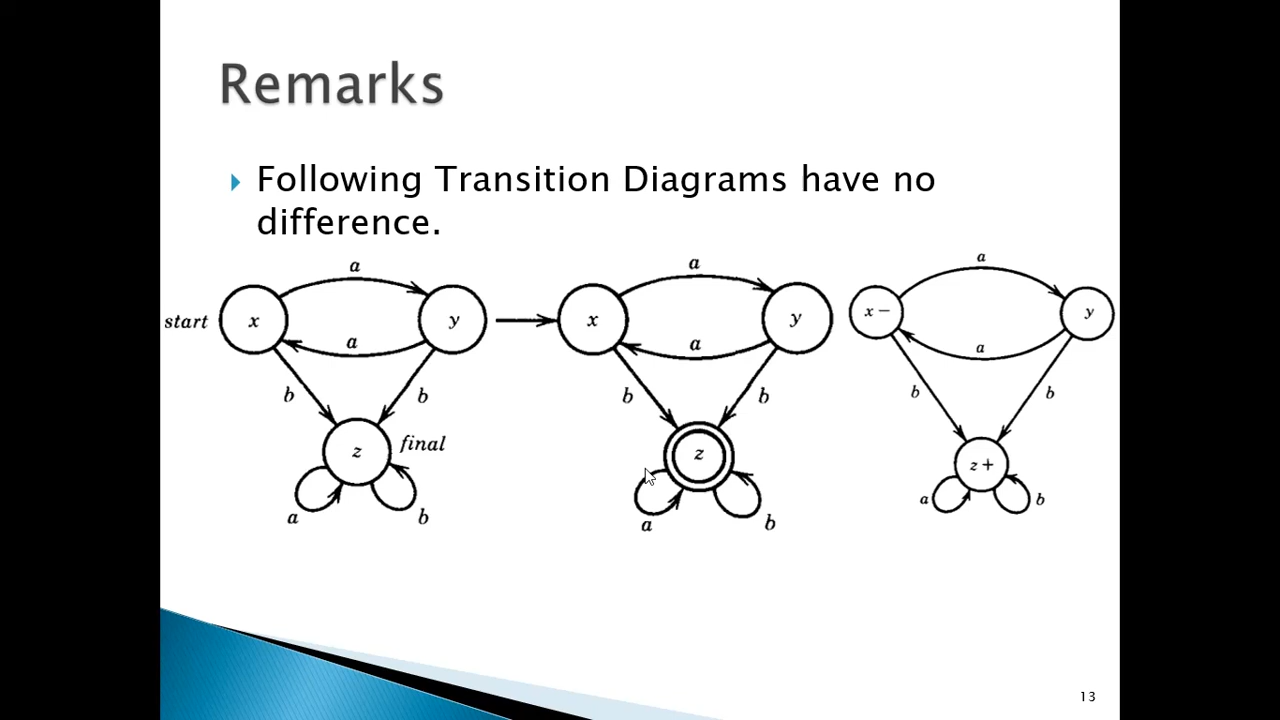 Remarks
Following Transition Diagrams have no
difference.
a
start x y
a
b b
z final
a b
a
x y
a
b b
z
a b
a
x − y
a
b b
z +
a b
13